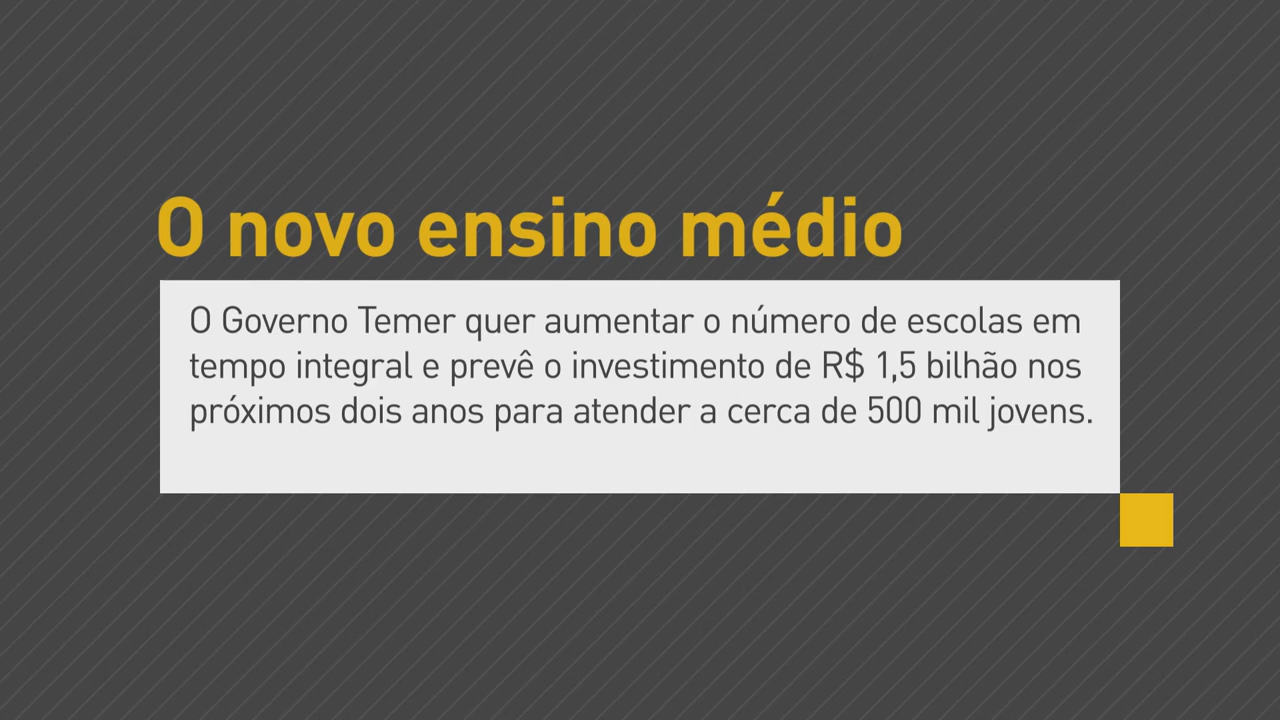 O novo ensino médio
O Governo Temer quer aumentar o número de escolas em
tempo integral e prevê o investimento de R$ 1,5 bilhão nos
próximos dois anos para atender a cerca de 500 mil jovens.